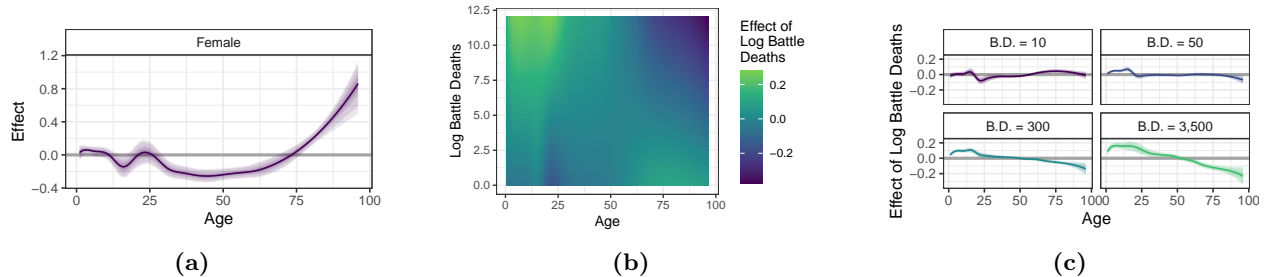 Female
Effect
1.2
0.8
0.4
0.0
−0.4
0 25 50 75 100
Age
(a)
Log Battle Deaths
12.5
10.0
7.5
5.0
2.5
0.0
0 25 50 75 100
Age
Effect of
Log Battle
Deaths
0.2
0.0
−0.2
(b)
Effect of Log Battle Deaths
B.D. = 10 B.D. = 50
0.2
0.0
−0.2
B.D. = 300 B.D. = 3,500
0.2
0.0
−0.2
0 25 50 75 100 0 25 50 75 100
Age
(c)